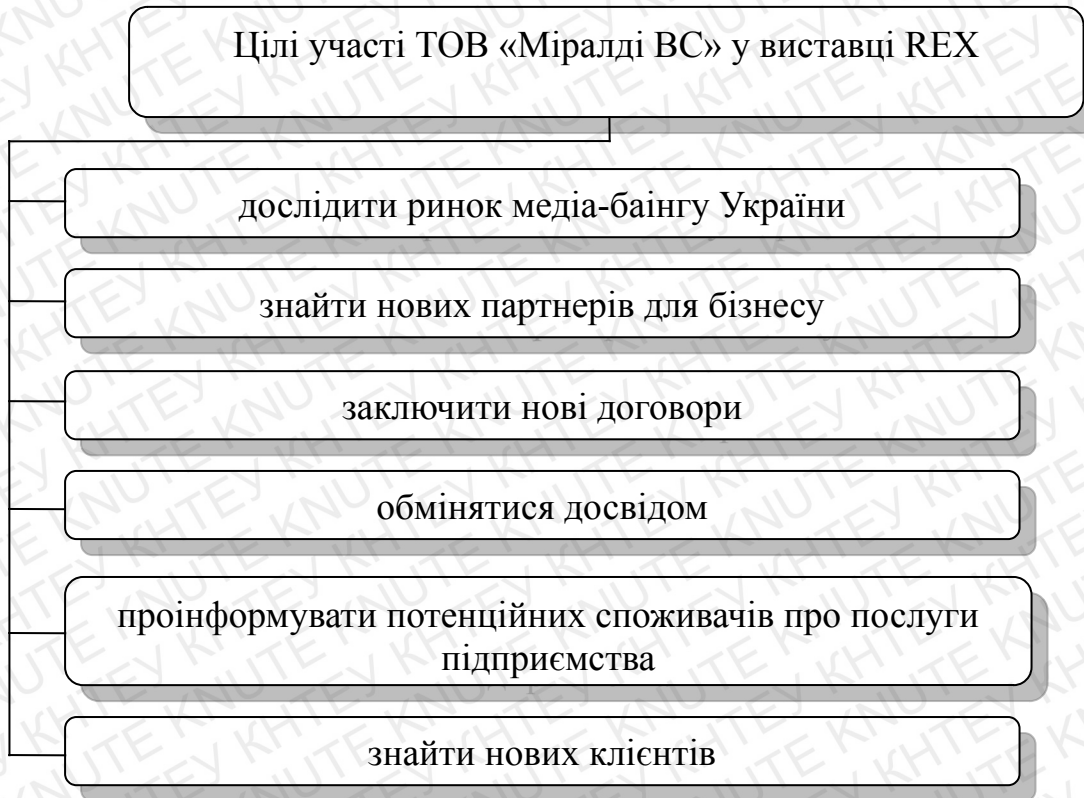 Цілі участі ТОВ «Міралді ВС» у виставці REX
дослідити ринок медіа-баінгу України
знайти нових партнерів для бізнесу
заключити нові договори
обмінятися досвідом
проінформувати потенційних споживачів про послуги
підприємства
знайти нових клієнтів